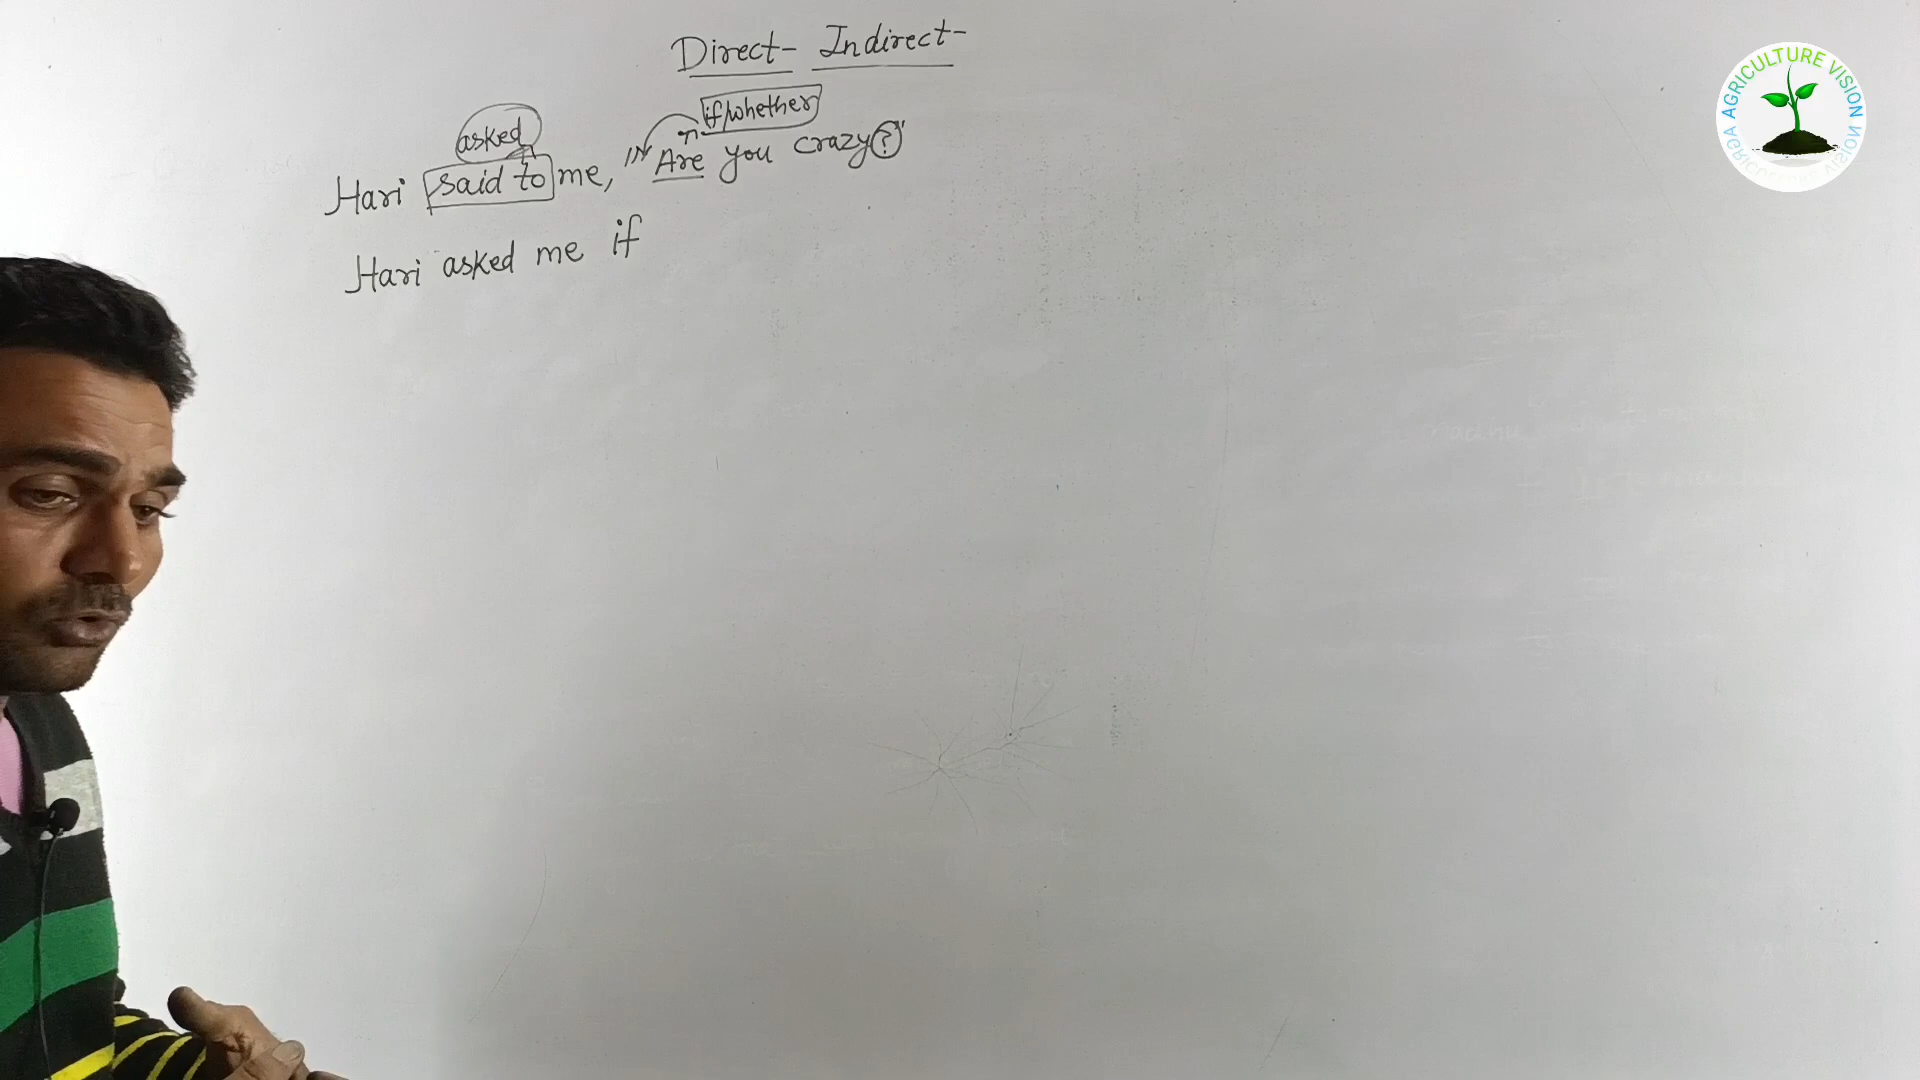 Direct- Indirect-
asked if/whether
Hari said to me, "Are you crazy?"
Hari asked me if
AGRICULTURE VISION